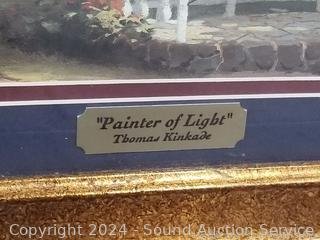 "Painter of Light"
Thomas Kinkade
Copyright 2024 - Sound Auction Service